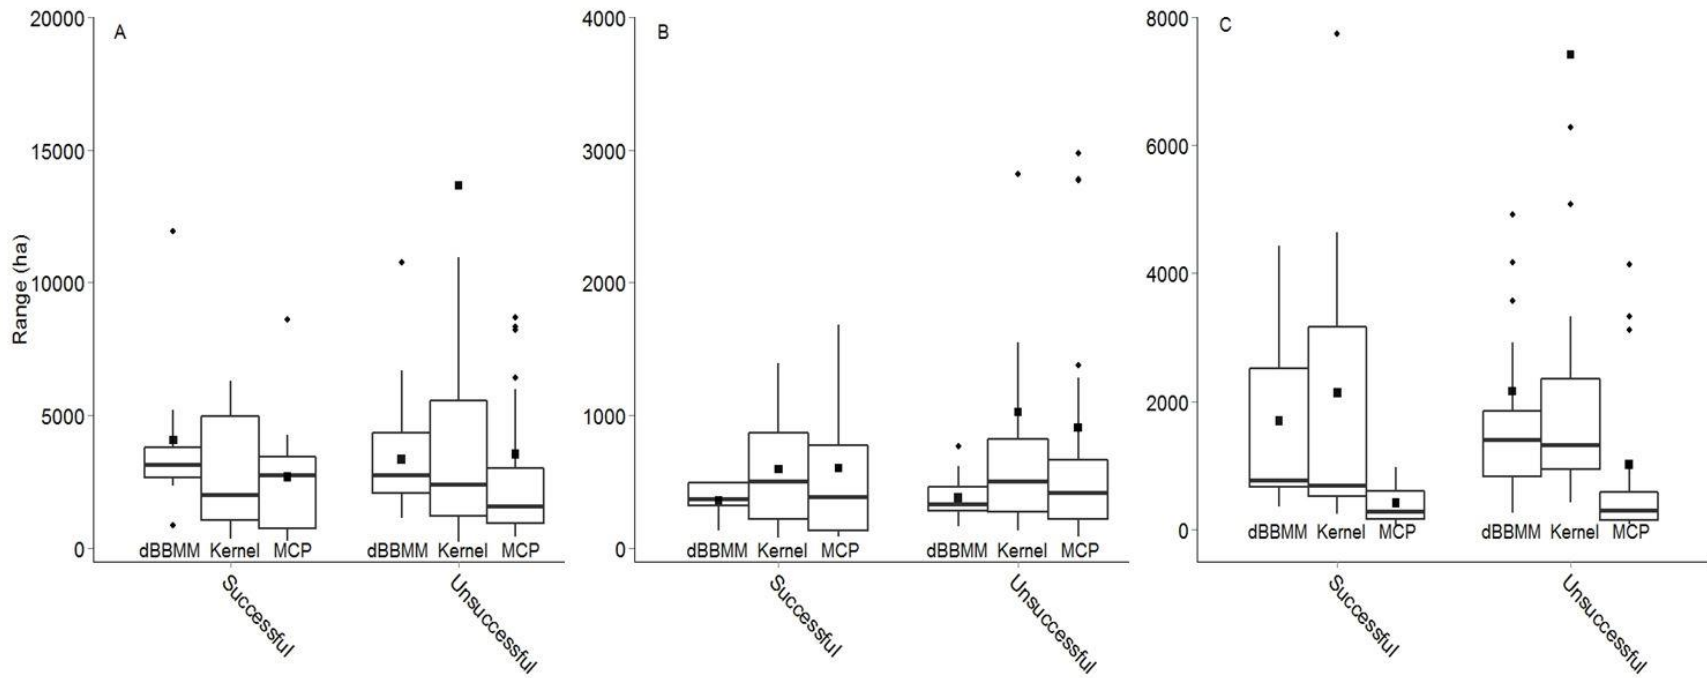 A
20000
15000
10000
5000
0
Range (ha)
dBBMM Kernel MCP
dBBMM Kernel MCP
Successful
Unsuccessful
B
4000
3000
2000
1000
0
dBBMM Kernel MCP
dBBMM Kernel MCP
Successful
Unsuccessful
C
8000
6000
4000
2000
0
dBBMM Kernel MCP
dBBMM Kernel MCP
Successful
Unsuccessful